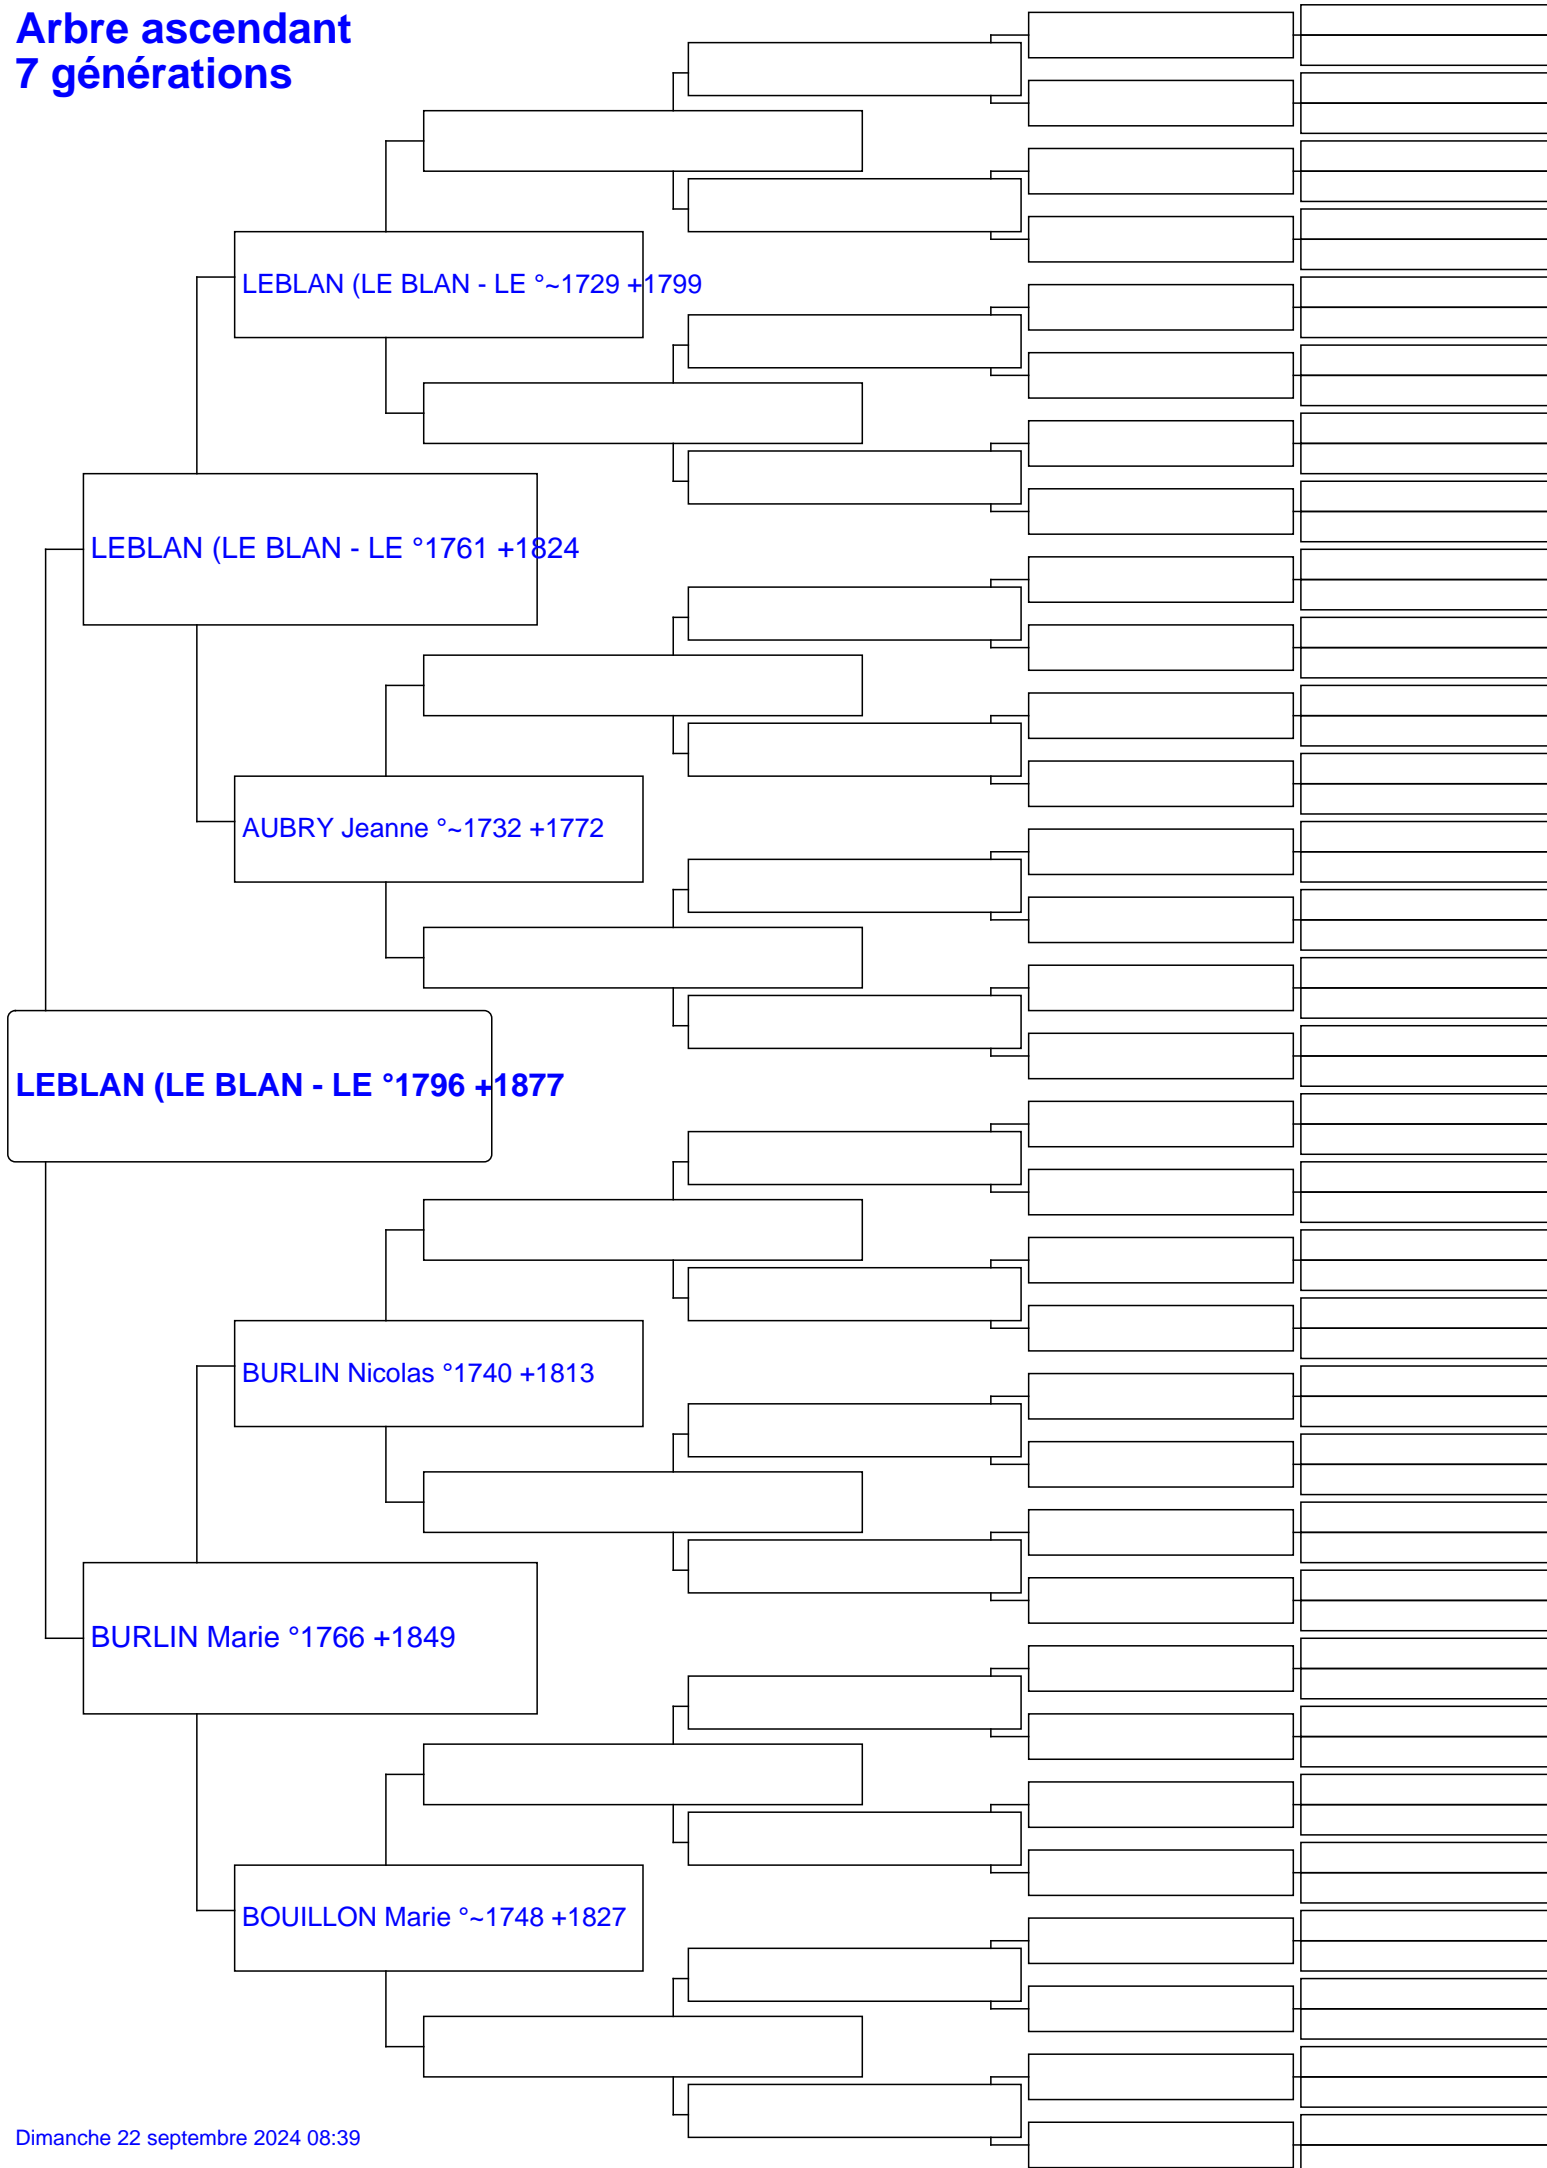 Arbre ascendant
7 générations
LEBLAN (LE BLAN - LE °~1729 +1799
LEBLAN (LE BLAN - LE °1761 +1824
AUBRY Jeanne °~1732 +1772
LEBLAN (LE BLAN - LE °1796 +1877
BURLIN Nicolas °1740 +1813
BURLIN Marie °1766 +1849
BOUILLON Marie °~1748 +1827
Dimanche 22 septembre 2024 08:39